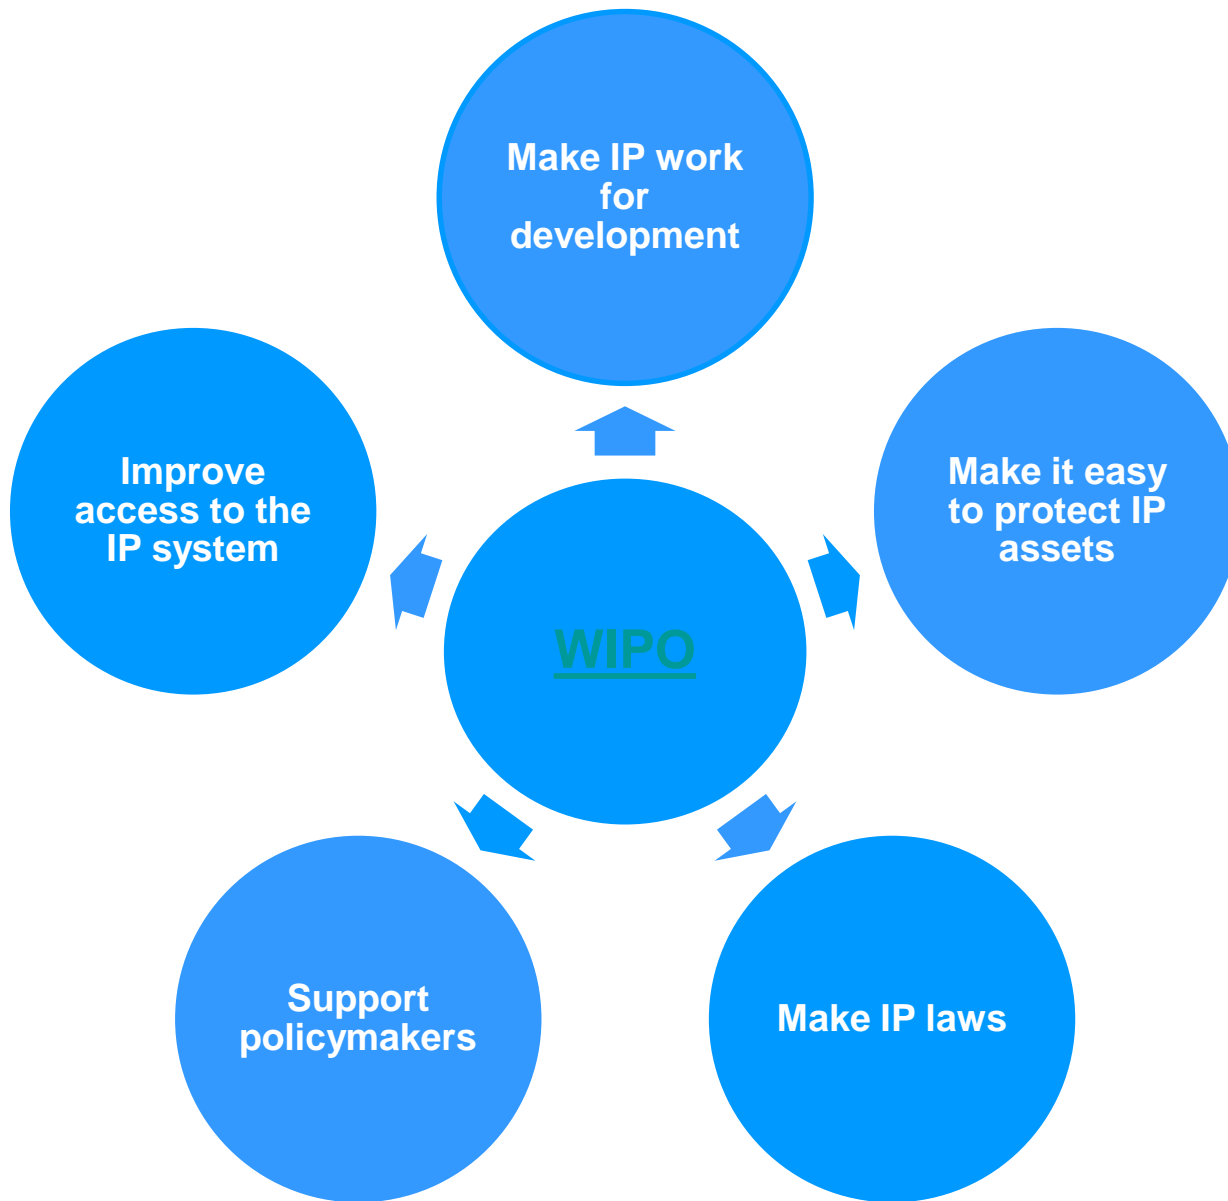 Make IP work
for
development
Make it easy
to protect IP
assets
Make IP laws
Support
policymakers
Improve
access to the
IP system
WIPO